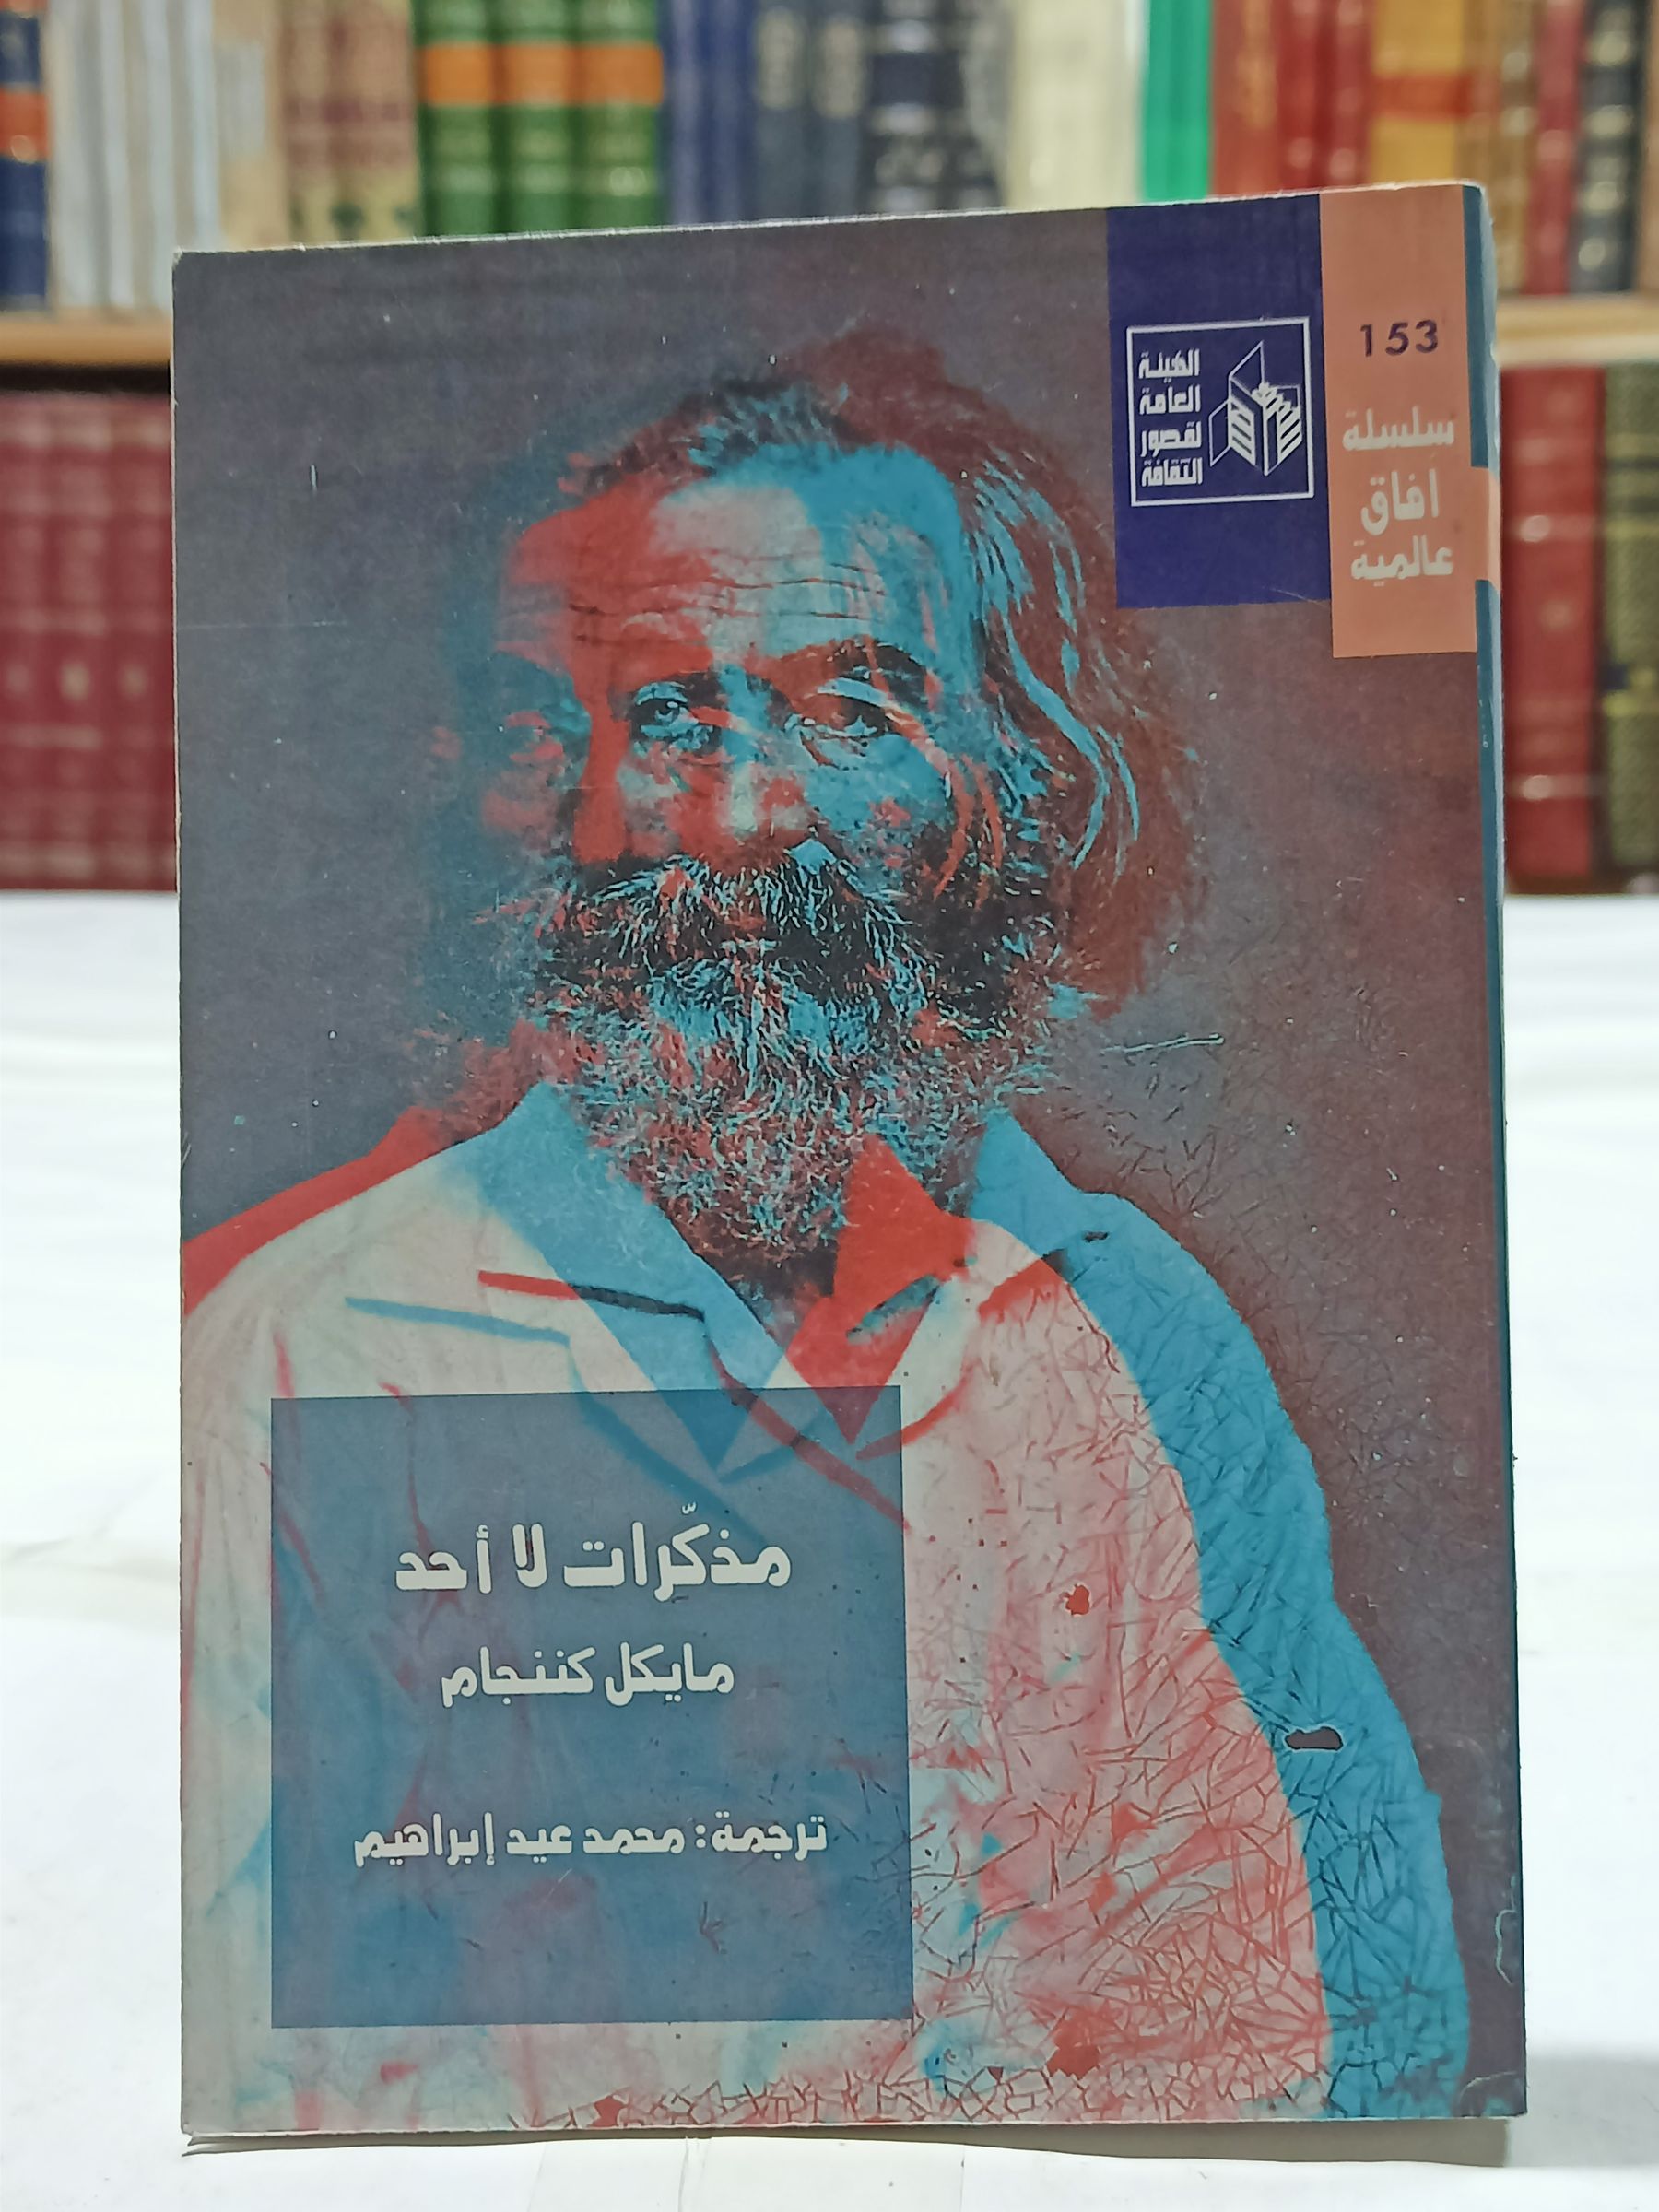 153
سلسلة
آفاق
عالمية
الهيئة
العامة
لقصور
الثقافة
مذكّرات لا أحد
مايكل كننجام
ترجمة: محمد عيد إبراهيم